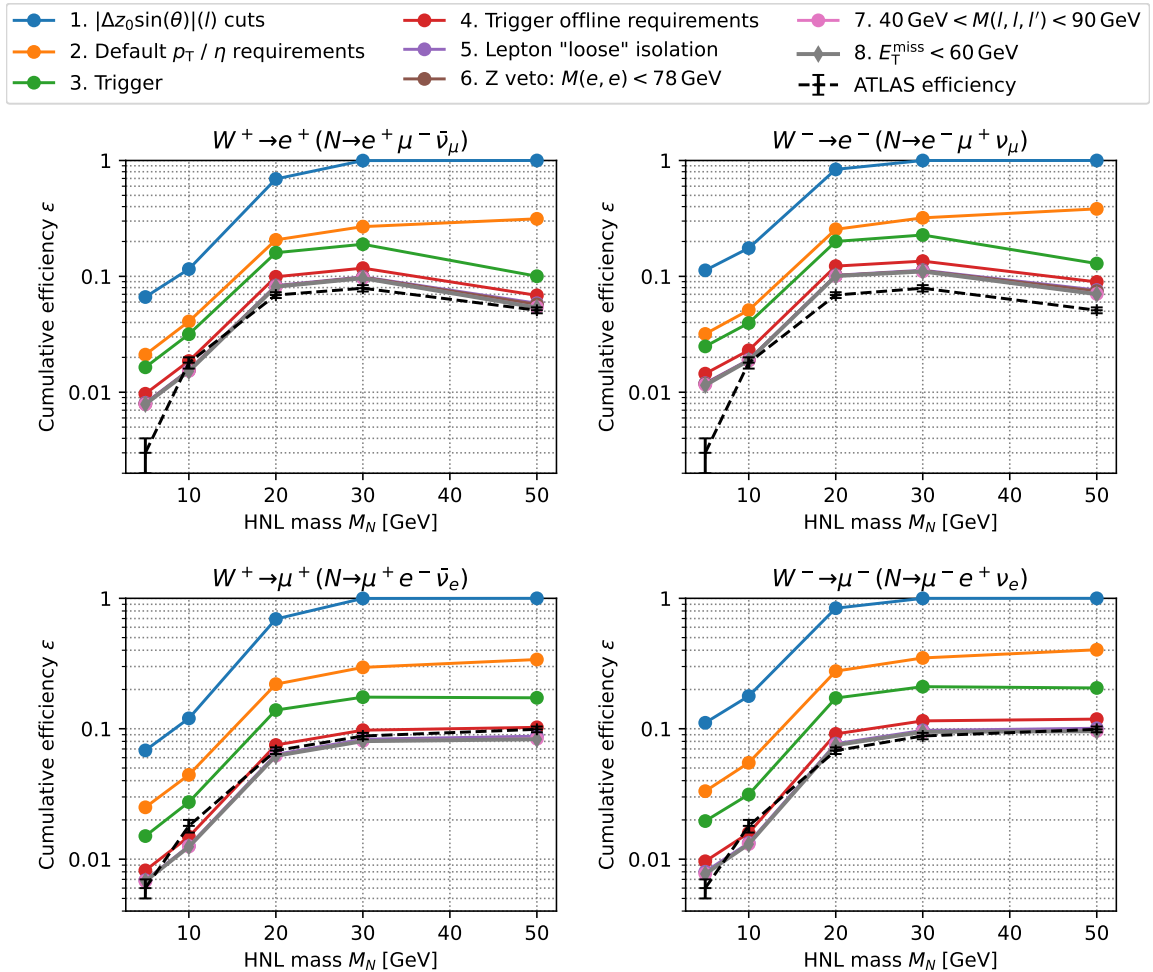 1. |Δz₀sin(θ)|(l) cuts
2. Default p_T / η requirements
3. Trigger
4. Trigger offline requirements
5. Lepton "loose" isolation
6. Z veto: M(e, e) < 78 GeV
7. 40 GeV < M(l, l, l′) < 90 GeV
8. E_T^miss < 60 GeV
ATLAS efficiency
W⁺→e⁺(N→e⁺μ⁻ν̄_μ)
Cumulative efficiency ε
1
0.1
0.01
10 20 30 40 50
HNL mass M_N [GeV]
W⁻→e⁻(N→e⁻μ⁺ν_μ)
Cumulative efficiency ε
1
0.1
0.01
10 20 30 40 50
HNL mass M_N [GeV]
W⁺→μ⁺(N→μ⁺e⁻ν̄_e)
Cumulative efficiency ε
1
0.1
0.01
10 20 30 40 50
HNL mass M_N [GeV]
W⁻→μ⁻(N→μ⁻e⁺ν_e)
Cumulative efficiency ε
1
0.1
0.01
10 20 30 40 50
HNL mass M_N [GeV]